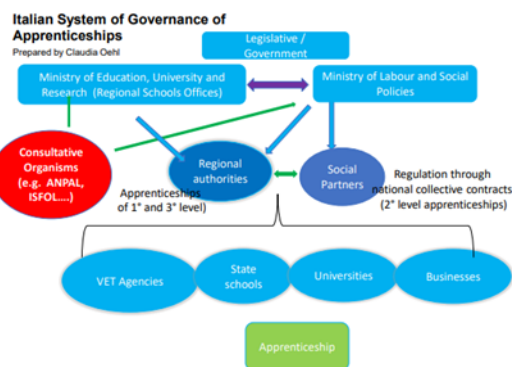 Italian System of Governance of
Apprenticeships
Prepared by Claudia Oehl
Legislative /
Government
Ministry of Education, University and
Research (Regional Schools Offices)
Ministry of Labour and Social
Policies
Consultative
Organisms
(e.g. ANPAL,
ISFOL....)
Regional
authorities
Social
Partners
Apprenticeships
of 1° and 3° level)
Regulation through
national collective contracts
(2° level apprenticeships)
VET Agencies
State
schools
Universities
Businesses
Apprenticeship